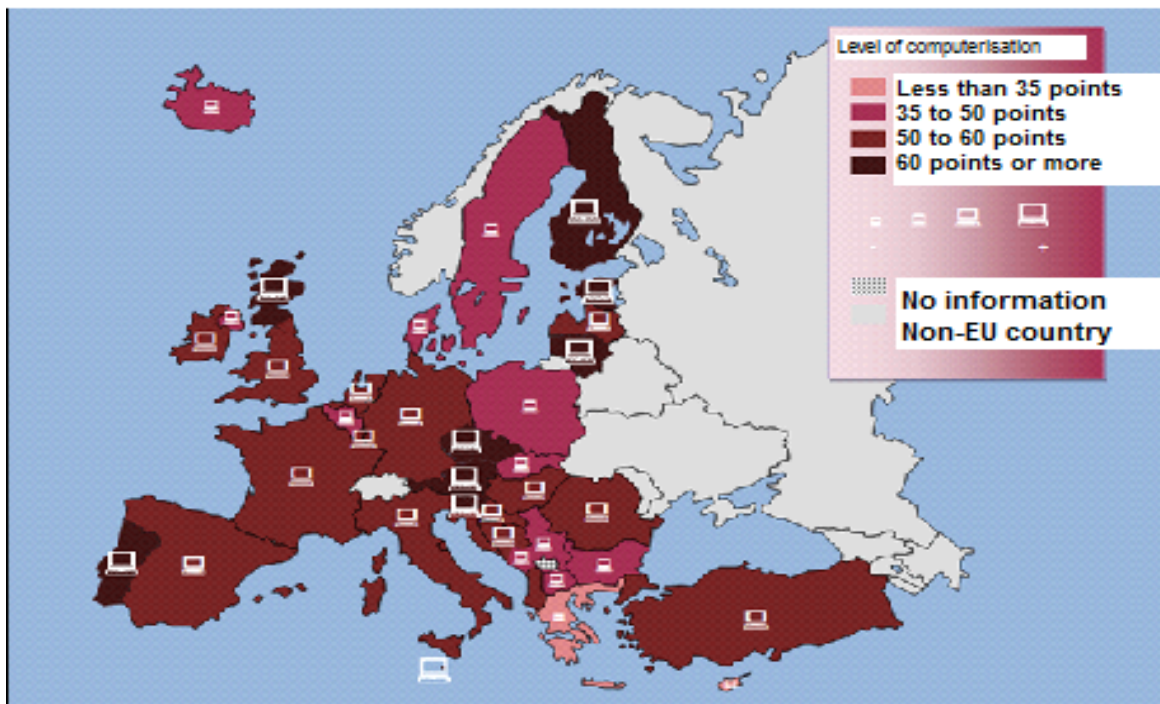 Level of computerisation
Less than 35 points
35 to 50 points
50 to 60 points
60 points or more
No information
Non-EU country